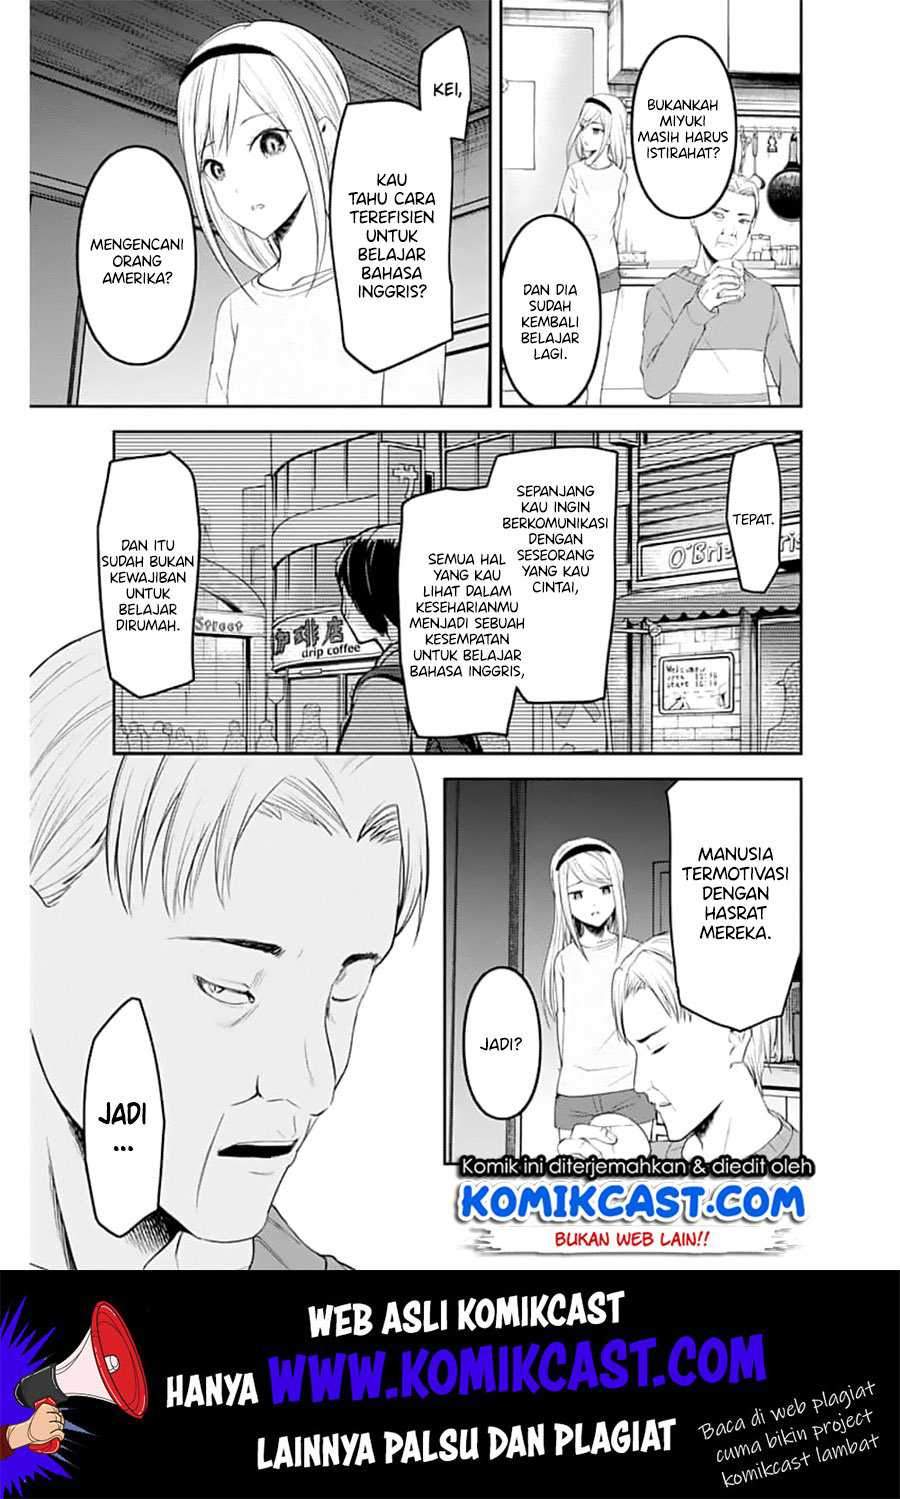 BUKANKAH
MIYUKI
MASIH HARUS
ISTIRAHAT?
DAN DIA
SUDAH
KEMBALI
BELAJAR
LAGI.
KEI,
KAU
TAHU CARA
TEREFISIEN
UNTUK
BELAJAR
BAHASA
INGGRIS?
MENGENCANI
ORANG
AMERIKA?
TEPAT.
SEPANJANG
KAU INGIN
BERKOMUNIKASI
DENGAN
SESEORANG
YANG KAU
CINTAI,
SEMUA HAL
YANG KAU
LIHAT DALAM
KESEHARIANMU
MENJADI SEBUAH
KESEMPATAN
UNTUK BELAJAR
BAHASA INGGRIS,
DAN ITU
SUDAH BUKAN
KEWAJIBAN
UNTUK
BELAJAR
DIRUMAH.
Street
珈琲店
drip coffee
サ
MANUSIA
TERMOTIVASI
DENGAN
HASRAT
MEREKA.
JADI?
JADI
...
Komik ini diterjemahkan & diedit oleh
KOMIKCAST.COM
BUKAN WEB LAIN!!
WEB ASLI KOMIKCAST
HANYA WWW.KOMIKCAST.COM
LAINNYA PALSU DAN PLAGIAT
Baca di web plagiat
cuma bikin project
komikcast lambat